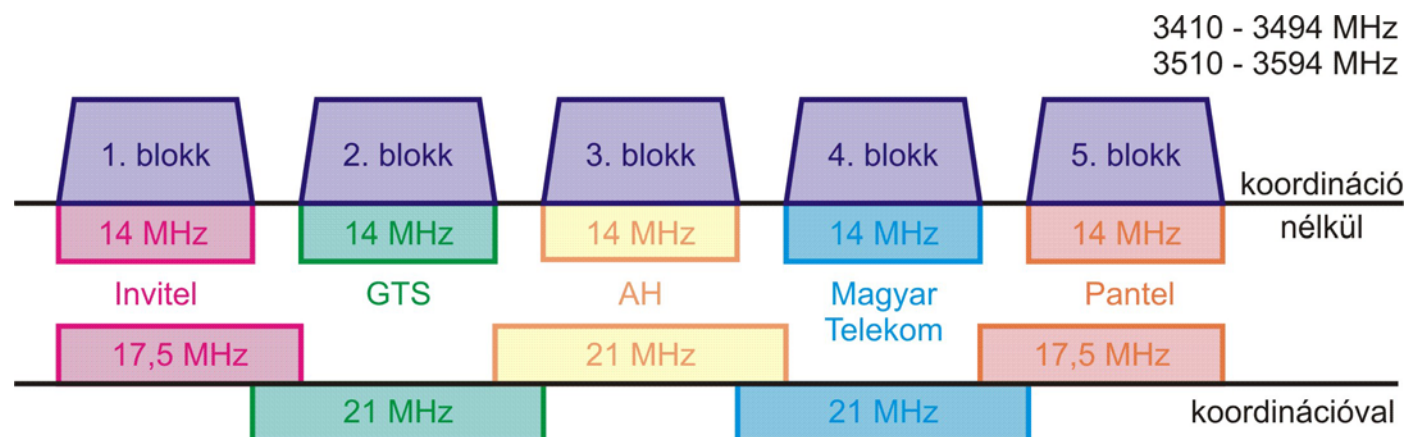 3410 - 3494 MHz
3510 - 3594 MHz
1. blokk
2. blokk
3. blokk
4. blokk
5. blokk
koordináció
nélkül
14 MHz
14 MHz
14 MHz
14 MHz
14 MHz
Invitel
GTS
AH
Magyar
Telekom
Pantel
17,5 MHz
21 MHz
17,5 MHz
21 MHz
21 MHz
koordinációval